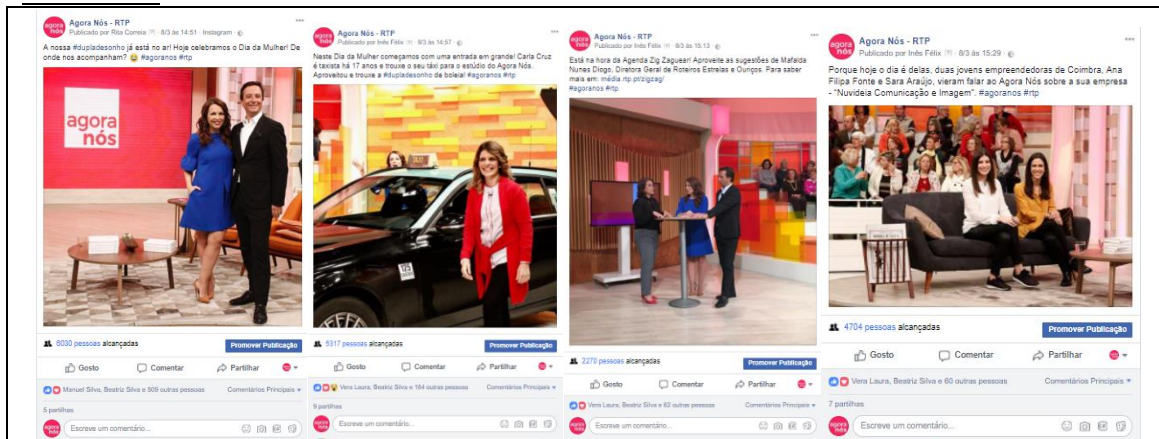 Agora Nós - RTP
Publicado por Rita Correia · 8/3 às 14:51 · Instagram ·
A nossa #dupladesonho já está no ar! Hoje celebramos o Dia da Mulher! De
onde nos acompanham? 😄 #agoranos #rtp
agora
nós
6030 pessoas alcançadas
Promover Publicação
Gosto Comentar Partilhar
Manuel Silva, Beatriz Silva e 509 outras pessoas Comentários Principais
5 partilhas
Escreve um comentário...
Agora Nós - RTP
Publicado por Inês Félix · 8/3 às 14:57 ·
Neste Dia da Mulher começamos com uma entrada em grande! Carla Cruz
é taxista há 17 anos e trouxe o seu táxi para o estúdio do Agora Nós.
Aproveitou e trouxe a #dupladesonho de boleia! #agoranos #rtp
TAXI
125
5317 pessoas alcançadas
Promover Publicação
Gosto Comentar Partilhar
Vera Laura, Beatriz Silva e 164 outras pessoas Comentários Principais
9 partilhas
Escreve um comentário...
Agora Nós - RTP
Publicado por Inês Félix · 8/3 às 15:13 ·
Está na hora da Agenda Zig Zaguear! Aproveite as sugestões de Mafalda
Nunes Diogo, Diretora Geral de Roteiros Estrelas e Ouriços. Para saber
mais em: média.rtp.pt/zigzag/
#agoranos #rtp
2270 pessoas alcançadas
Promover Publicação
Gosto Comentar Partilhar
Vera Laura, Beatriz Silva e 62 outras pessoas Comentários Principais
Escreve um comentário...
Agora Nós - RTP
Publicado por Inês Félix · 8/3 às 15:29 ·
Porque hoje o dia é delas, duas jovens empreendedoras de Coimbra, Ana
Filipa Fonte e Sara Araújo, vieram falar ao Agora Nós sobre a sua empresa
- "Nuvideia Comunicação e Imagem". #agoranos #rtp
4704 pessoas alcançadas
Promover Publicação
Gosto Comentar Partilhar
Vera Laura, Beatriz Silva e 60 outras pessoas Comentários Principais
7 partilhas
Escreve um comentário...